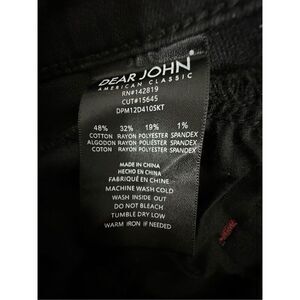 DEAR JOHN
AMERICAN CLASSIC
RN#142819
CUT#15645
DPM12D410SKT
48% 32% 19% 1%
COTTON RAYON POLYESTER SPANDEX
ALGODON RAYON POLIÉSTER SPANDEX
COTON RAYON POLYESTER SPANDEX
MADE IN CHINA
HECHO EN CHINA
FABRIQUÉ EN CHINE
MACHINE WASH COLD
WASH INSIDE OUT
DO NOT BLEACH
TUMBLE DRY LOW
WARM IRON IF NEEDED